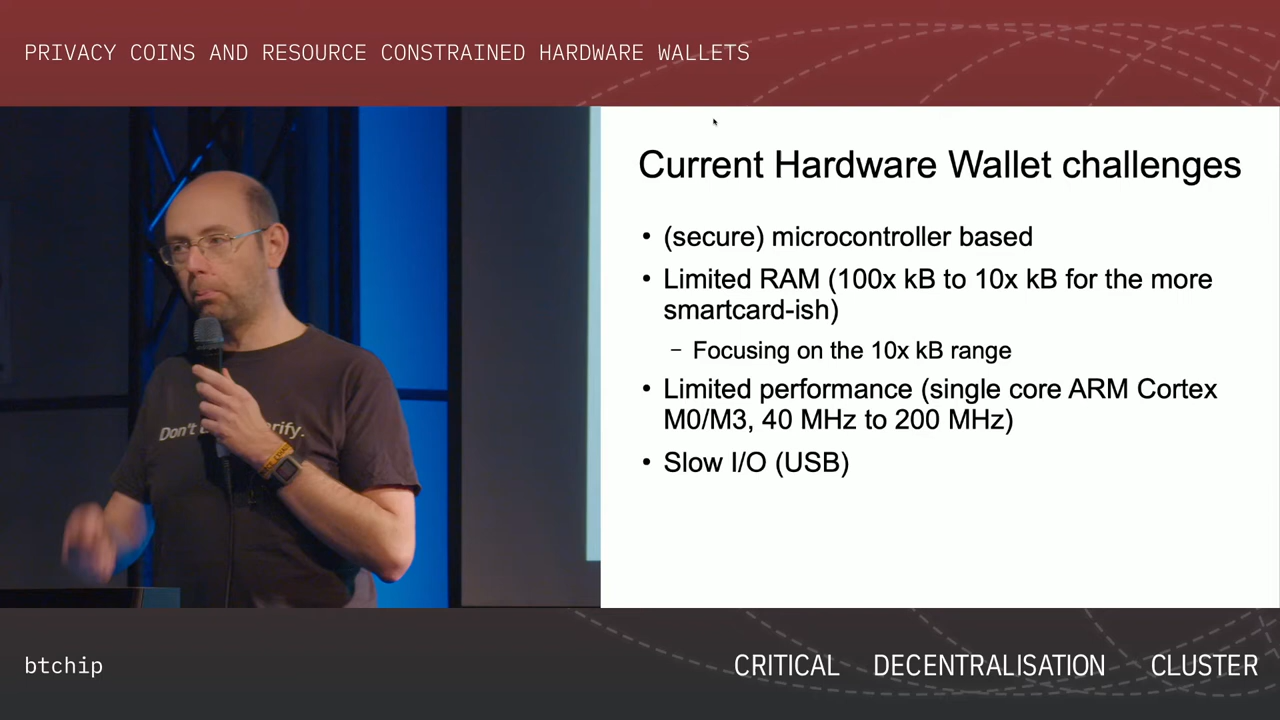 PRIVACY COINS AND RESOURCE CONSTRAINED HARDWARE WALLETS
Don't
Current Hardware Wallet challenges
• (secure) microcontroller based
• Limited RAM (100x kB to 10x kB for the more
smartcard-ish)
– Focusing on the 10x kB range
• Limited performance (single core ARM Cortex
M0/M3, 40 MHz to 200 MHz)
• Slow I/O (USB)
btchip
CRITICAL DECENTRALISATION CLUSTER